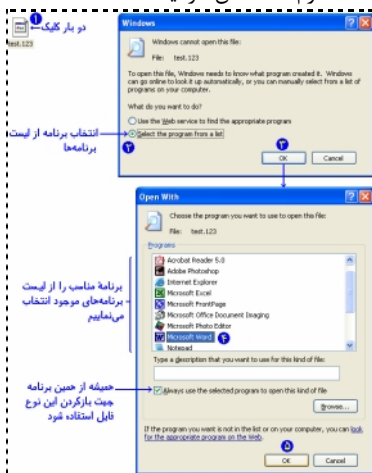 دو بار کلیک
۱
test.123
Windows
Windows cannot open this file:
File: test.123
To open this file, Windows needs to know what program created it. Windows
can go online to look it up automatically, or you can manually select from a list of
programs on your computer.
What do you want to do?
Use the Web service to find the appropriate program
Select the program from a list
انتخاب برنامه از لیست
برنامه‌ها
۲
۳
OK
Cancel
Open With
Choose the program you want to use to open this file:
File: test.123
Programs
Acrobat Reader 5.0
Adobe Photoshop
Internet Explorer
Microsoft Excel
Microsoft FrontPage
Microsoft Office Document Imaging
Microsoft Photo Editor
Microsoft Word
۴
Notepad
برنامهٔ مناسب را از لیست
برنامه‌های موجود انتخاب
می‌نماییم
Type a description that you want to use for this kind of file:
Always use the selected program to open this kind of file
همیشه از همین برنامه
جهت بازکردن این نوع
فایل استفاده شود
Browse...
If the program you want is not in the list or on your computer, you can look
for the appropriate program on the Web.
۵
OK
Cancel